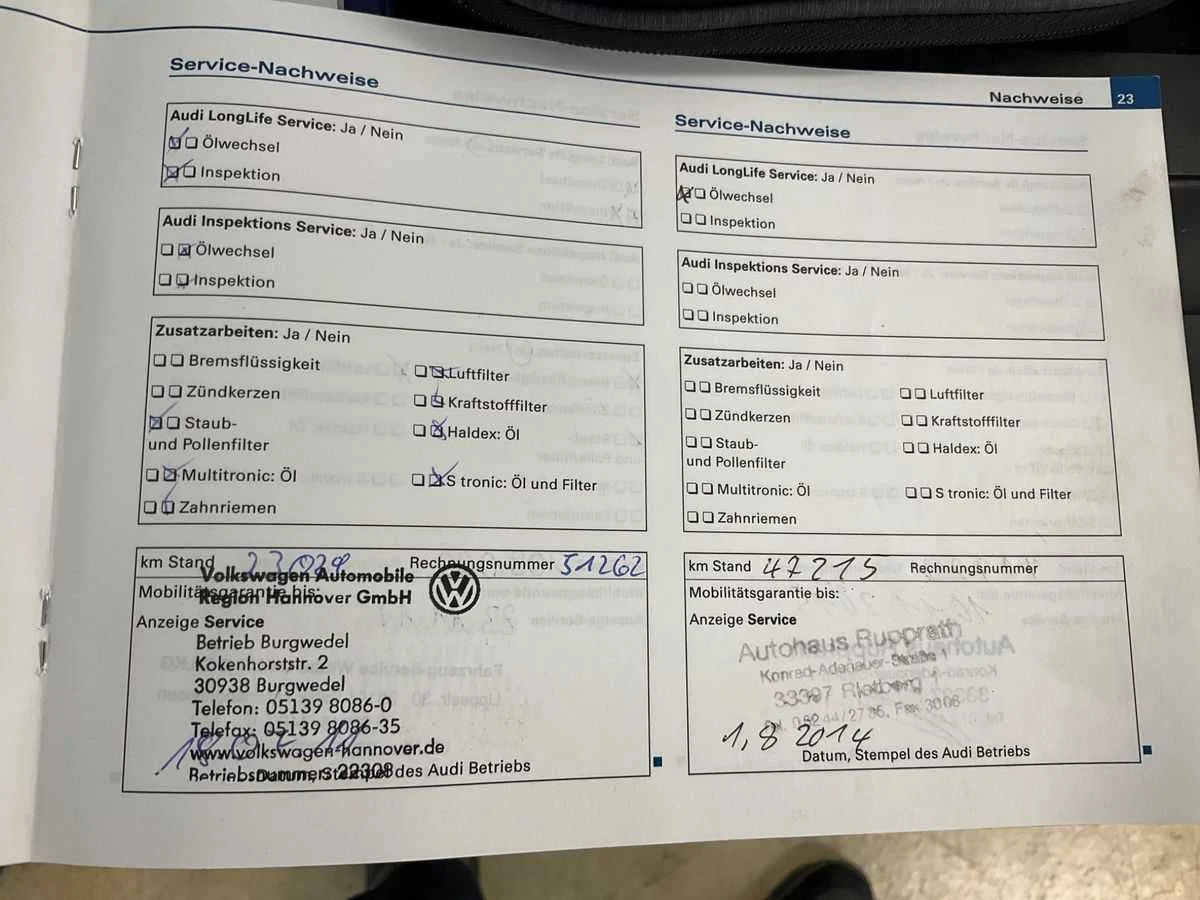 Nachweise 23
Service-Nachweise
Audi LongLife Service: Ja / Nein
Ölwechsel
Inspektion
Audi Inspektions Service: Ja / Nein
Ölwechsel
Inspektion
Zusatzarbeiten: Ja / Nein
Bremsflüssigkeit
Zündkerzen
Staub-
und Pollenfilter
Multitronic: Öl
Zahnriemen
Luftfilter
Kraftstofffilter
Haldex: Öl
S tronic: Öl und Filter
km Stand 23029 Rechnungsnummer 51262
Mobilitätsgarantie bis:
Anzeige Service
Volkswagen Automobile
Region Hannover GmbH
Betrieb Burgwedel
Kokenhorststr. 2
30938 Burgwedel
Telefon: 05139 8086-0
Telefax: 05139 8086-35
www.volkswagen-hannover.de
Betriebsnummer: 22308
Datum, Stempel des Audi Betriebs
Service-Nachweise
Audi LongLife Service: Ja / Nein
Ölwechsel
Inspektion
Audi Inspektions Service: Ja / Nein
Ölwechsel
Inspektion
Zusatzarbeiten: Ja / Nein
Bremsflüssigkeit
Zündkerzen
Staub-
und Pollenfilter
Multitronic: Öl
Zahnriemen
Luftfilter
Kraftstofffilter
Haldex: Öl
S tronic: Öl und Filter
km Stand 47215 Rechnungsnummer
Mobilitätsgarantie bis:
Anzeige Service
Autohaus Rupprath
Konrad-Adenauer-Straße 1
33397 Rietberg
1,8 2014
Datum, Stempel des Audi Betriebs